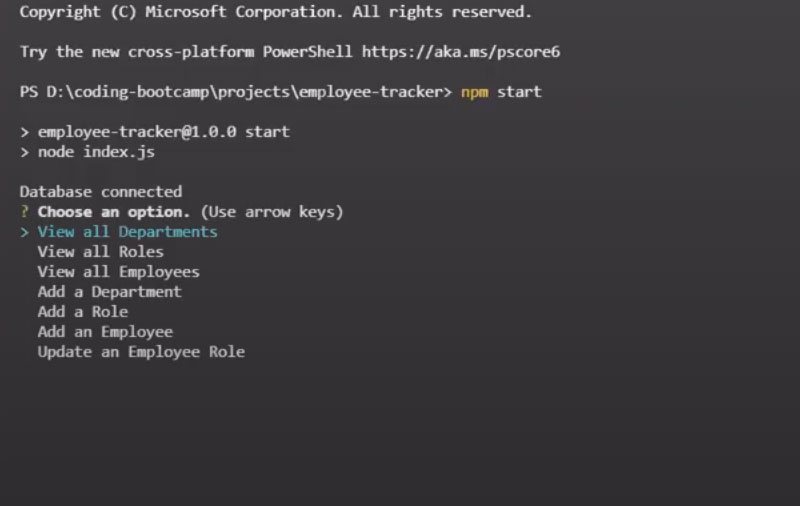 Copyright (C) Microsoft Corporation. All rights reserved.
Try the new cross-platform PowerShell https://aka.ms/pscore6
PS D:\coding-bootcamp\projects\employee-tracker> npm start
> employee-tracker@1.0.0 start
> node index.js
Database connected
? Choose an option. (Use arrow keys)
> View all Departments
View all Roles
View all Employees
Add a Department
Add a Role
Add an Employee
Update an Employee Role